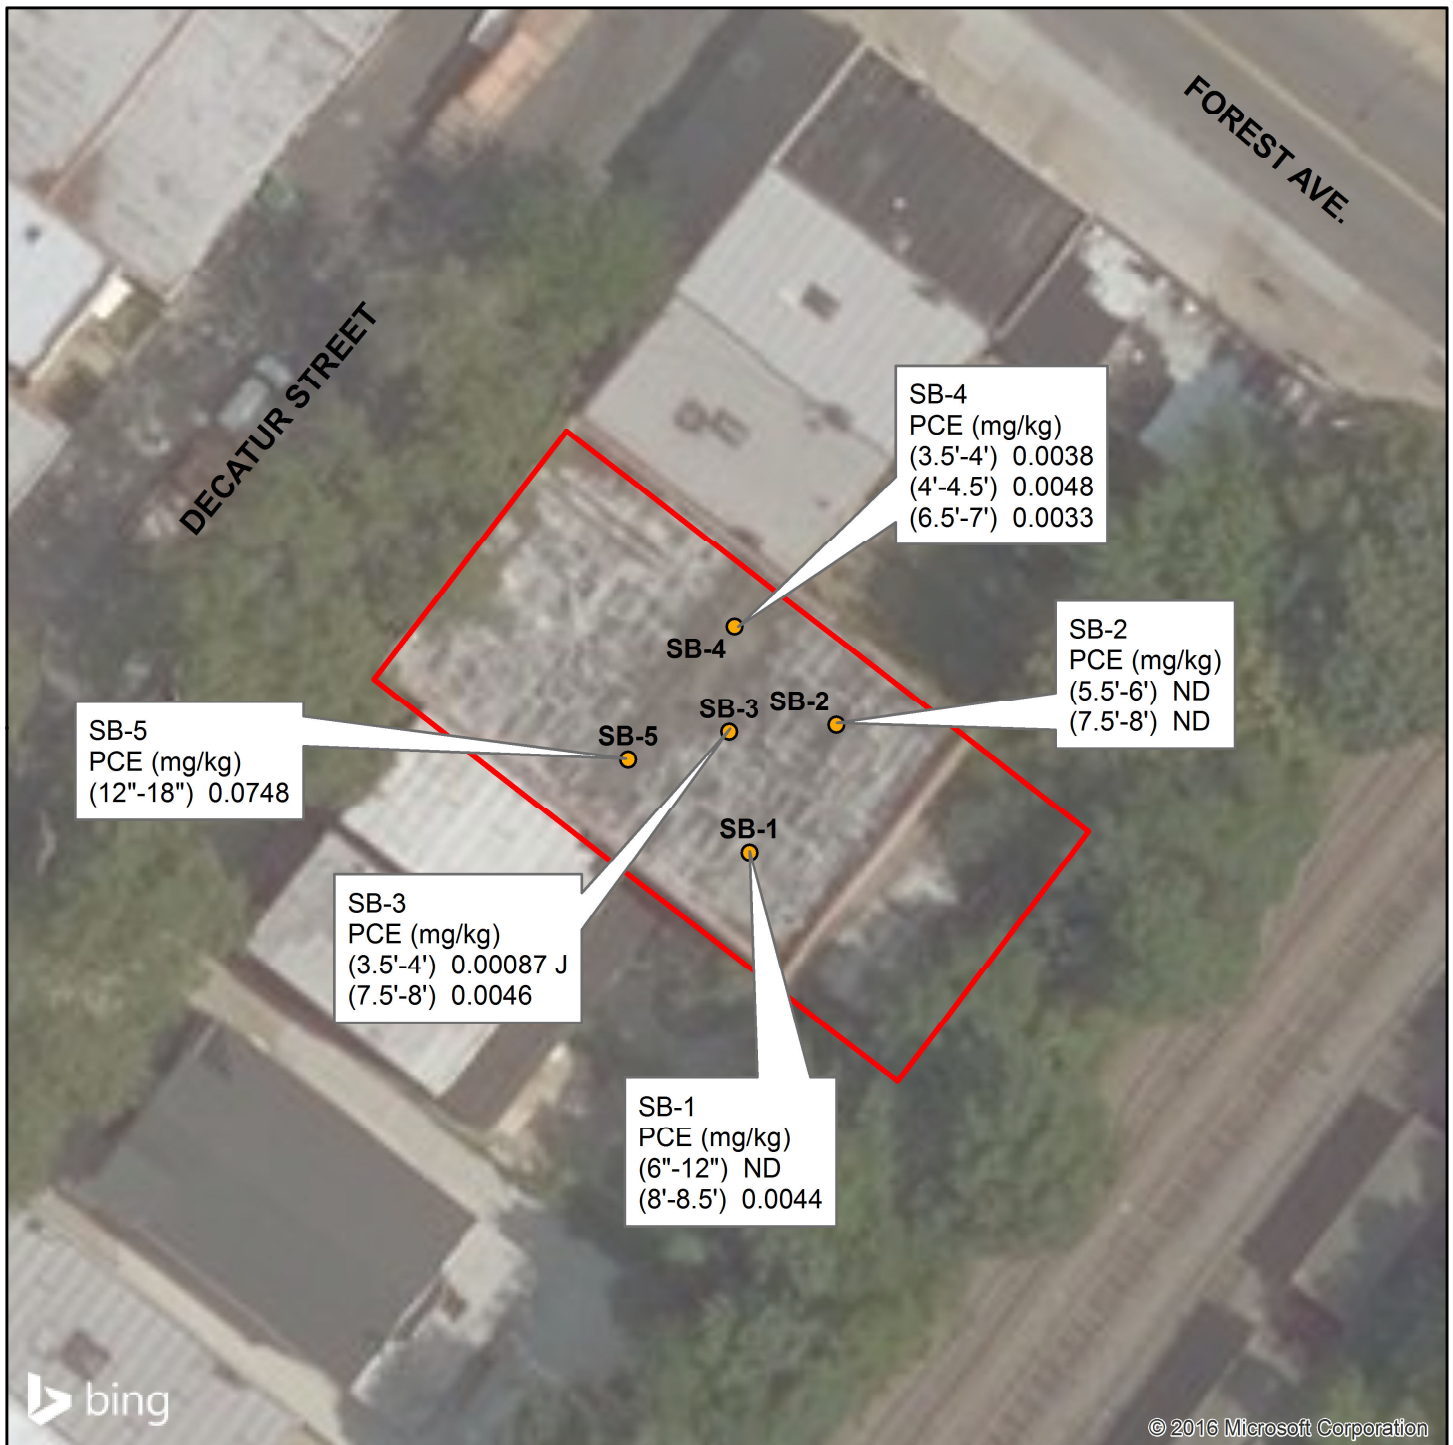 FOREST AVE.
DECATUR STREET
SB-4
PCE (mg/kg)
(3.5'-4') 0.0038
(4'-4.5') 0.0048
(6.5'-7') 0.0033
SB-2
PCE (mg/kg)
(5.5'-6') ND
(7.5'-8') ND
SB-4
SB-2
SB-3
SB-5
SB-1
SB-5
PCE (mg/kg)
(12"-18") 0.0748
SB-3
PCE (mg/kg)
(3.5'-4') 0.00087 J
(7.5'-8') 0.0046
SB-1
PCE (mg/kg)
(6"-12") ND
(8'-8.5') 0.0044
bing
© 2016 Microsoft Corporation